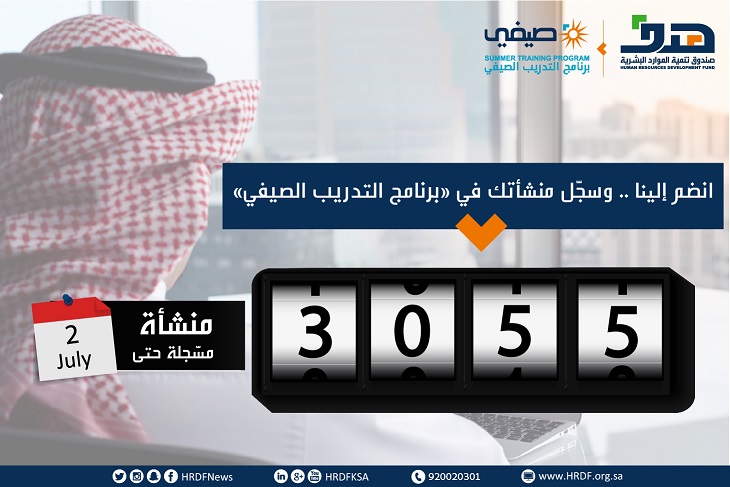 هدف
صندوق تنمية الموارد البشرية
HUMAN RESOURCES DEVELOPMENT FUND
صيفي
SUMMER TRAINING PROGRAM
برنامج التدريب الصيفي
انضم إلينا .. وسجّل منشأتك في «برنامج التدريب الصيفي»
3055
منشأة
مسّجلة حتى
2
July
HRDFNews
HRDFKSA
920020301
www.HRDF.org.sa